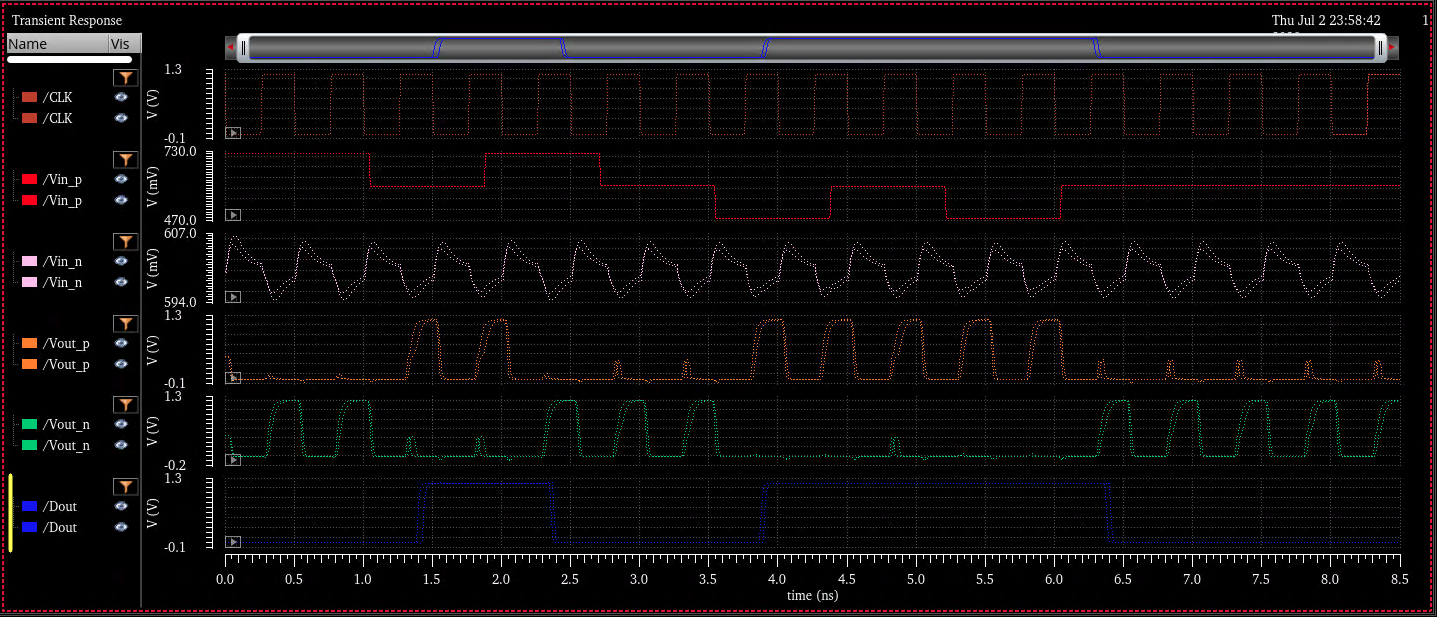 Transient Response
Thu Jul 2 23:58:42
1
Name Vis
/CLK
/CLK
V (V)
1.3
-0.1
/Vin_p
/Vin_p
V (mV)
730.0
470.0
/Vin_n
/Vin_n
V (mV)
607.0
594.0
/Vout_p
/Vout_p
V (V)
1.3
-0.1
/Vout_n
/Vout_n
V (V)
1.3
-0.2
/Dout
/Dout
V (V)
1.3
-0.1
0.0 0.5 1.0 1.5 2.0 2.5 3.0 3.5 4.0 4.5 5.0 5.5 6.0 6.5 7.0 7.5 8.0 8.5
time (ns)